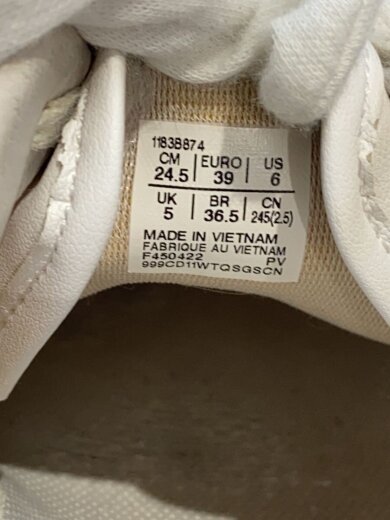 1183B874
CM | EURO | US
24.5 | 39 | 6
UK | BR | CN
5 | 36.5 | 245(2.5)
MADE IN VIETNAM
FABRIQUE AU VIETNAM
F450422 PV
999CD11WTQSGSCN